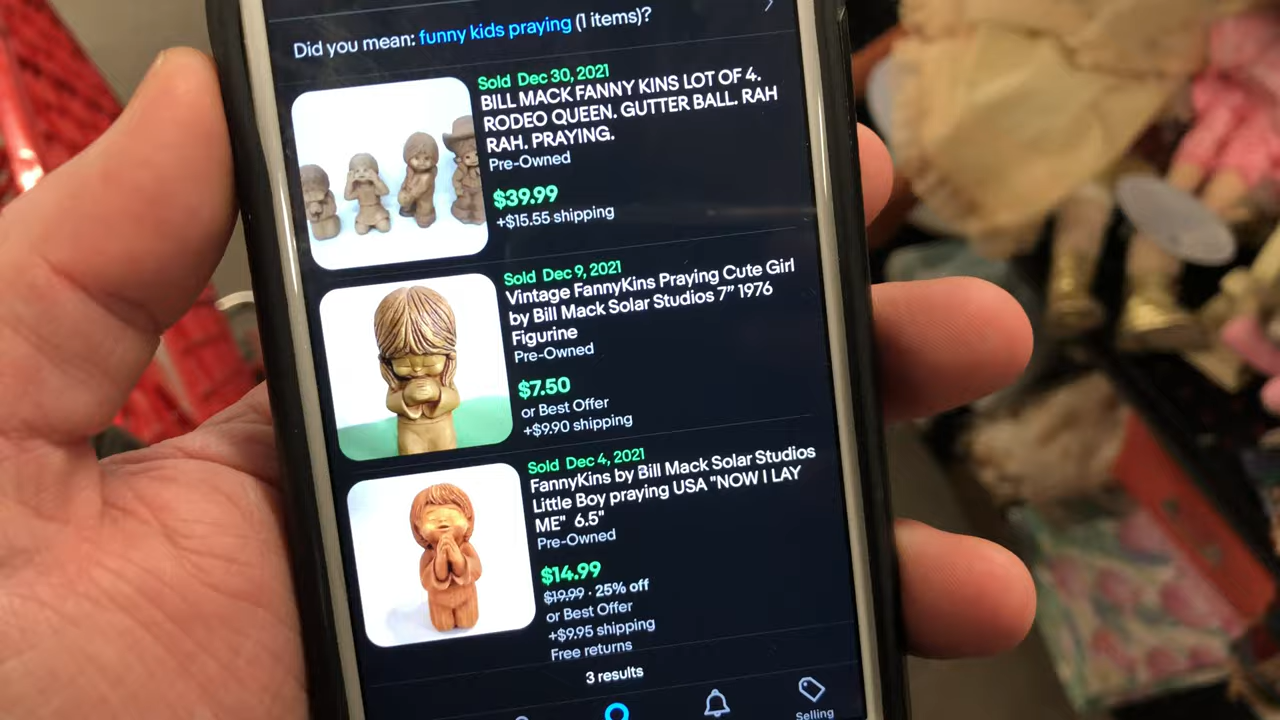 Did you mean: funny kids praying (1 items)?
Sold Dec 30, 2021
BILL MACK FANNY KINS LOT OF 4.
RODEO QUEEN. GUTTER BALL. RAH
RAH. PRAYING.
Pre-Owned
$39.99
+$15.55 shipping
Sold Dec 9, 2021
Vintage FannyKins Praying Cute Girl
by Bill Mack Solar Studios 7” 1976
Figurine
Pre-Owned
$7.50
or Best Offer
+$9.90 shipping
Sold Dec 4, 2021
FannyKins by Bill Mack Solar Studios
Little Boy praying USA "NOW I LAY
ME" 6.5"
Pre-Owned
$14.99
$19.99 · 25% off
or Best Offer
+$9.95 shipping
Free returns
3 results
Selling